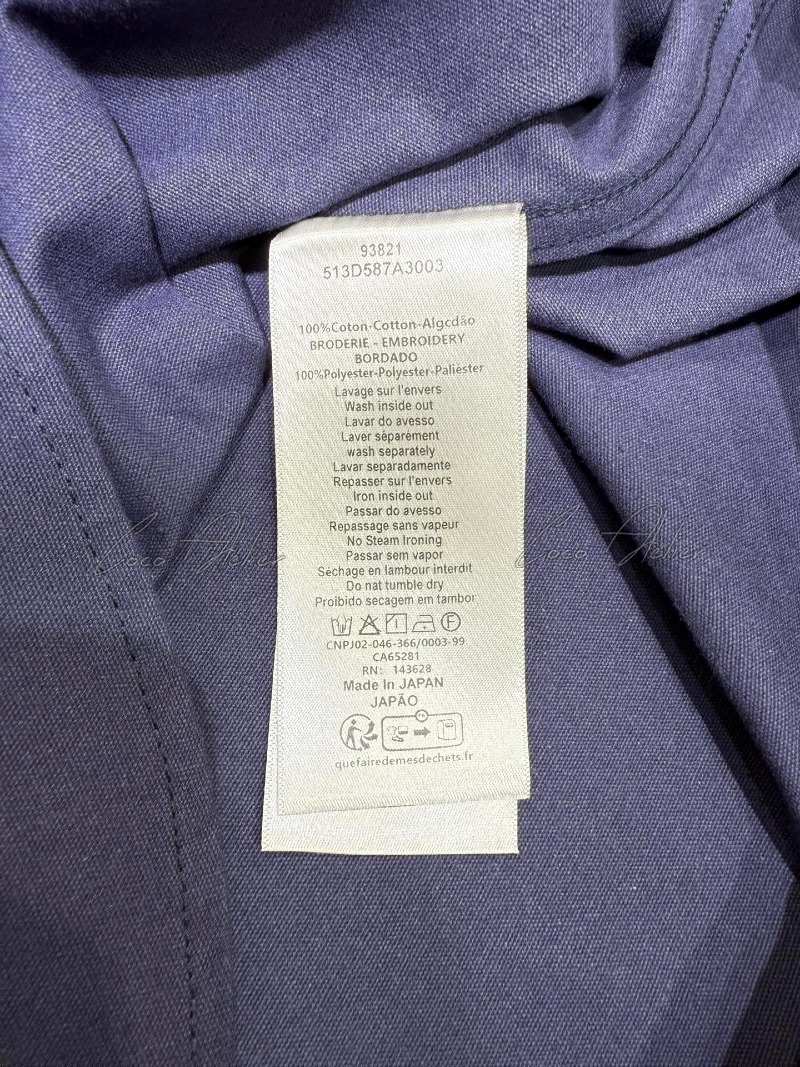 93821
513D587A3003
100%Coton-Cotton-Algcdão
BRODERIE - EMBROIDERY
BORDADO
100%Polyester-Polyester-Paliéster
Lavage sur l'envers
Wash inside out
Lavar do avesso
Laver séparément
wash separately
Lavar separadamente
Repasser sur l'envers
Iron inside out
Passar do avesso
Repassage sans vapeur
No Steam Ironing
Passar sem vapor
Séchage en lambour interdit
Do nat tumble dry
Proibido secagem em tambor
F
CNPJ02-046-366/0003-99
CA65281
RN: 143628
Made In JAPAN
JAPÃO
quefairedemesdechets.fr
Coco Atelier